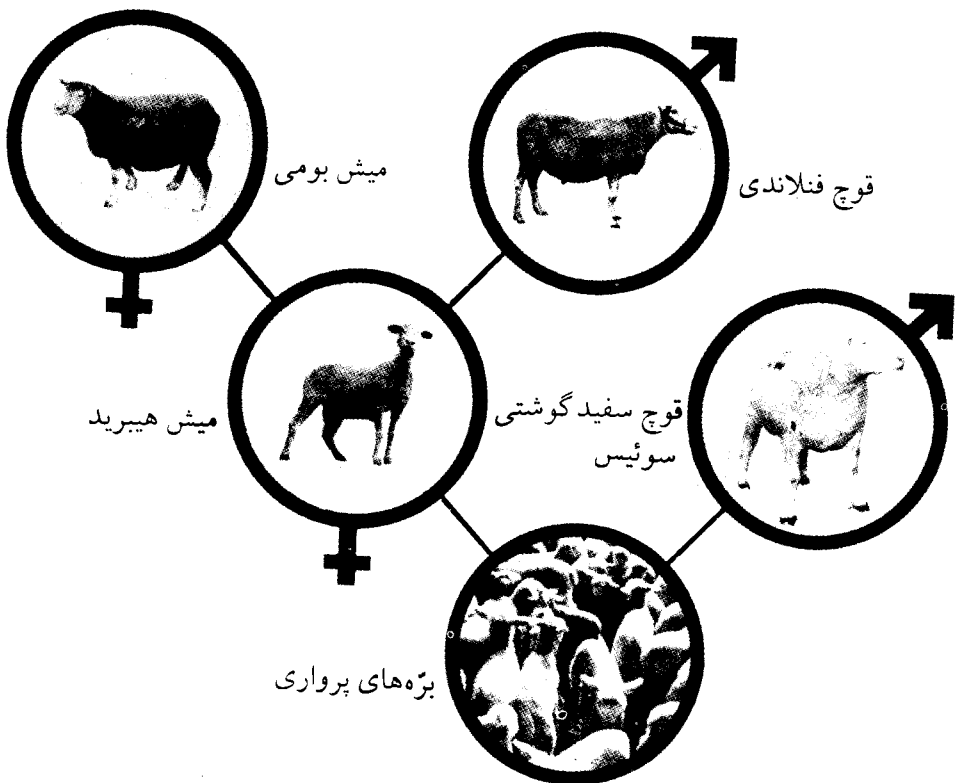 میش بومی
قوچ فنلاندی
میش هیبرید
قوچ سفید گوشتی
سوئیس
برّه‌های پرواری